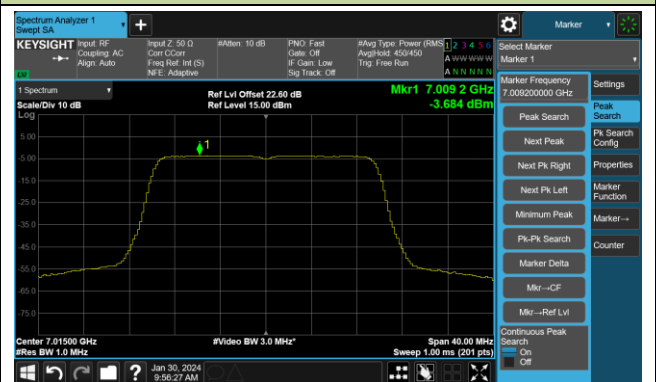 Spectrum Analyzer 1
Swept SA
+
Marker
KEYSIGHT
Input: RF
Coupling: AC
Align: Auto
Input Z: 50 Ω
Corr CCorr
Freq Ref: Int (S)
NFE: Adaptive
#Atten: 10 dB
PNO: Fast
Gate: Off
IF Gain: Low
Sig Track: Off
#Avg Type: Power (RMS
Avg|Hold: 450/450
Trig: Free Run
1 2 3 4 5 6
A W W W W W
A N N N N N
Select Marker
Marker 1
1 Spectrum
Scale/Div 10 dB
Log
Ref Lvl Offset 22.60 dB
Ref Level 15.00 dBm
Mkr1 7.009 2 GHz
-3.684 dBm
1
5.00
-5.00
-15.0
-25.0
-35.0
-45.0
-55.0
-65.0
-75.0
Center 7.01500 GHz
#Res BW 1.0 MHz
#Video BW 3.0 MHz*
Span 40.00 MHz
Sweep 1.00 ms (201 pts)
Marker Frequency
7.009200000 GHz
Peak Search
Next Peak
Next Pk Right
Next Pk Left
Minimum Peak
Pk-Pk Search
Marker Delta
Mkr→CF
Mkr→Ref Lvl
Continuous Peak
Search
On
Off
Settings
Peak
Search
Pk Search
Config
Properties
Marker
Function
Marker→
Counter
?
Jan 30, 2024
9:56:27 AM